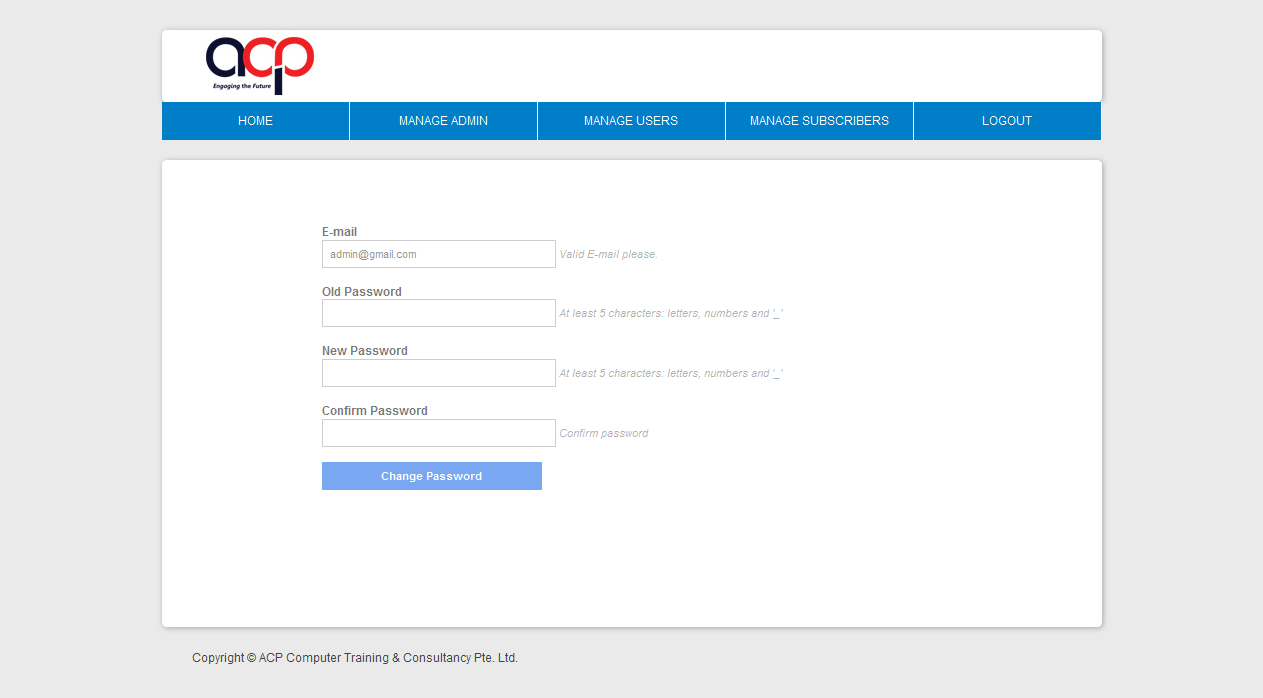 acp
Engaging the Future
HOME MANAGE ADMIN MANAGE USERS MANAGE SUBSCRIBERS LOGOUT
E-mail
admin@gmail.com Valid E-mail please.
Old Password
At least 5 characters: letters, numbers and '_'
New Password
At least 5 characters: letters, numbers and '_'
Confirm Password
Confirm password
Change Password
Copyright © ACP Computer Training & Consultancy Pte. Ltd.